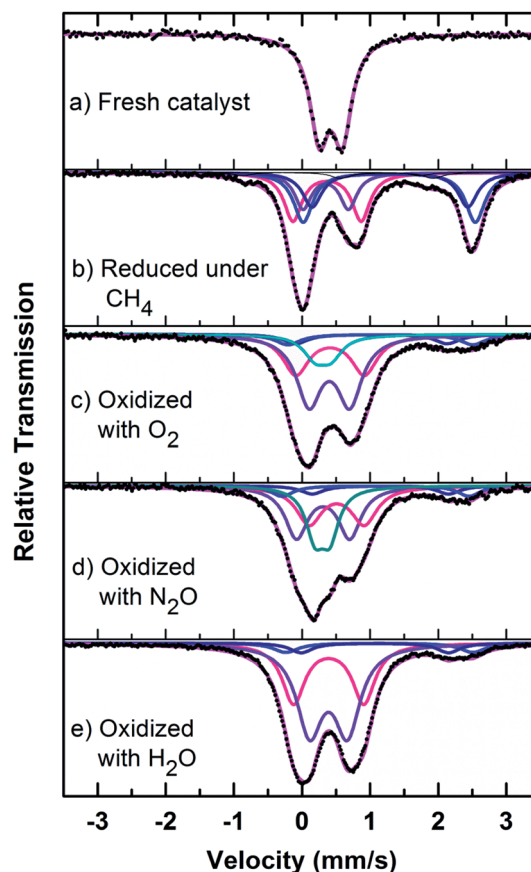 a) Fresh catalyst
b) Reduced under
CH4
c) Oxidized
with O2
d) Oxidized
with N2O
e) Oxidized
with H2O
Relative Transmission
-3 -2 -1 0 1 2 3
Velocity (mm/s)